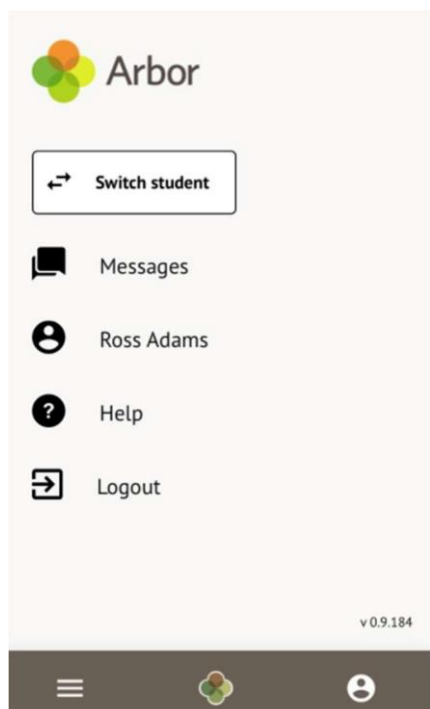 Arbor
Switch student
Messages
Ross Adams
? Help
Logout
v 0.9.184